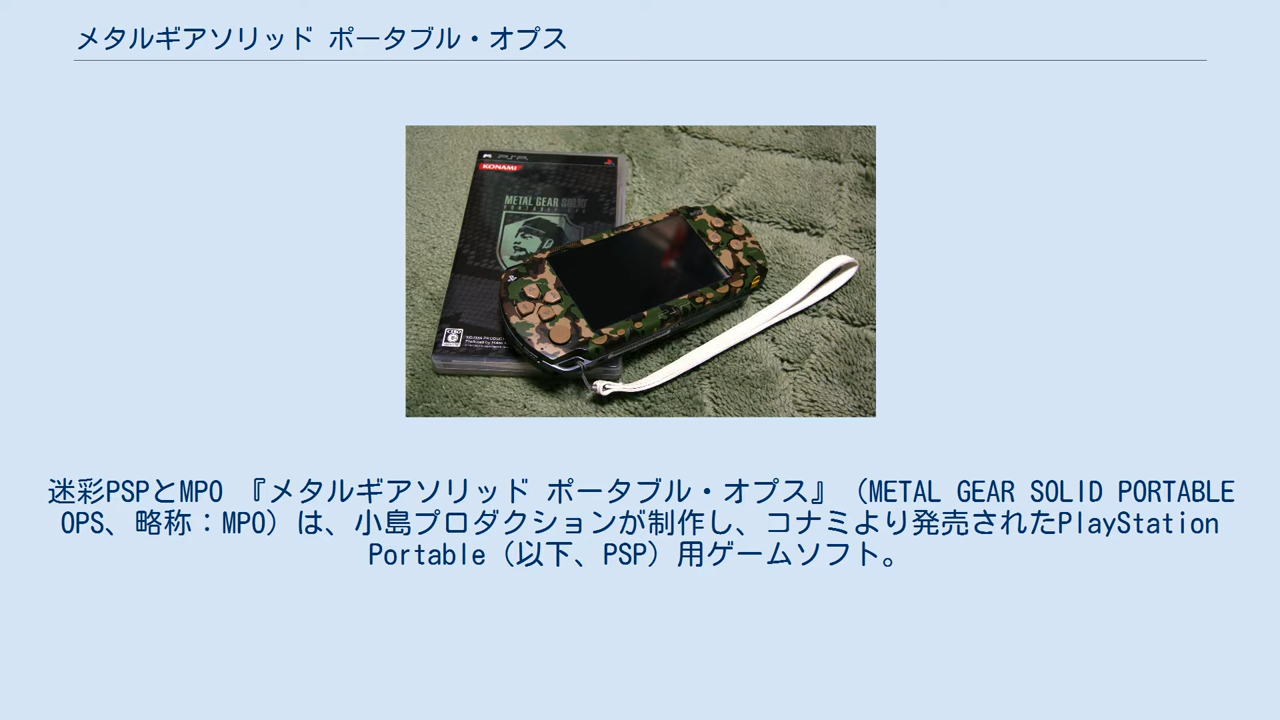 メタルギアソリッド ポータブル・オプス
PSP
KONAMI
METAL GEAR SOLID
迷彩PSPとMPO 『メタルギアソリッド ポータブル・オプス』（METAL GEAR SOLID PORTABLE
OPS、略称：MPO）は、小島プロダクションが制作し、コナミより発売されたPlayStation
Portable（以下、PSP）用ゲームソフト。